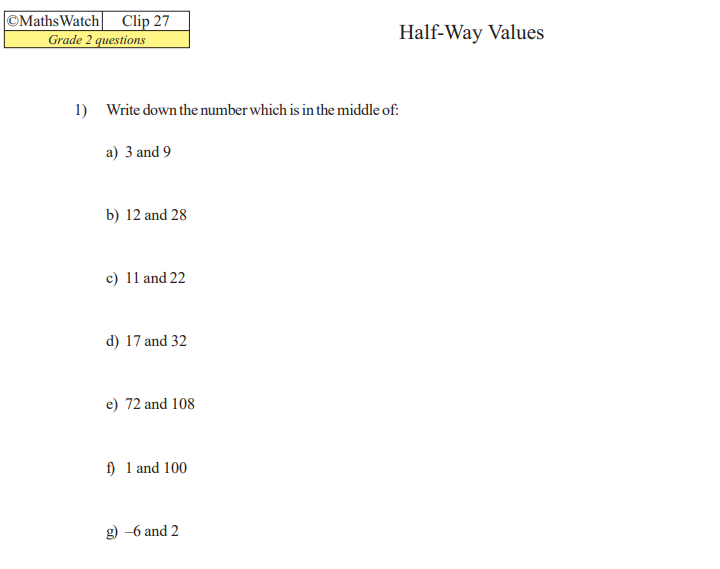 ©MathsWatch Clip 27
Grade 2 questions
Half-Way Values
1) Write down the number which is in the middle of:
a) 3 and 9
b) 12 and 28
c) 11 and 22
d) 17 and 32
e) 72 and 108
f) 1 and 100
g) –6 and 2